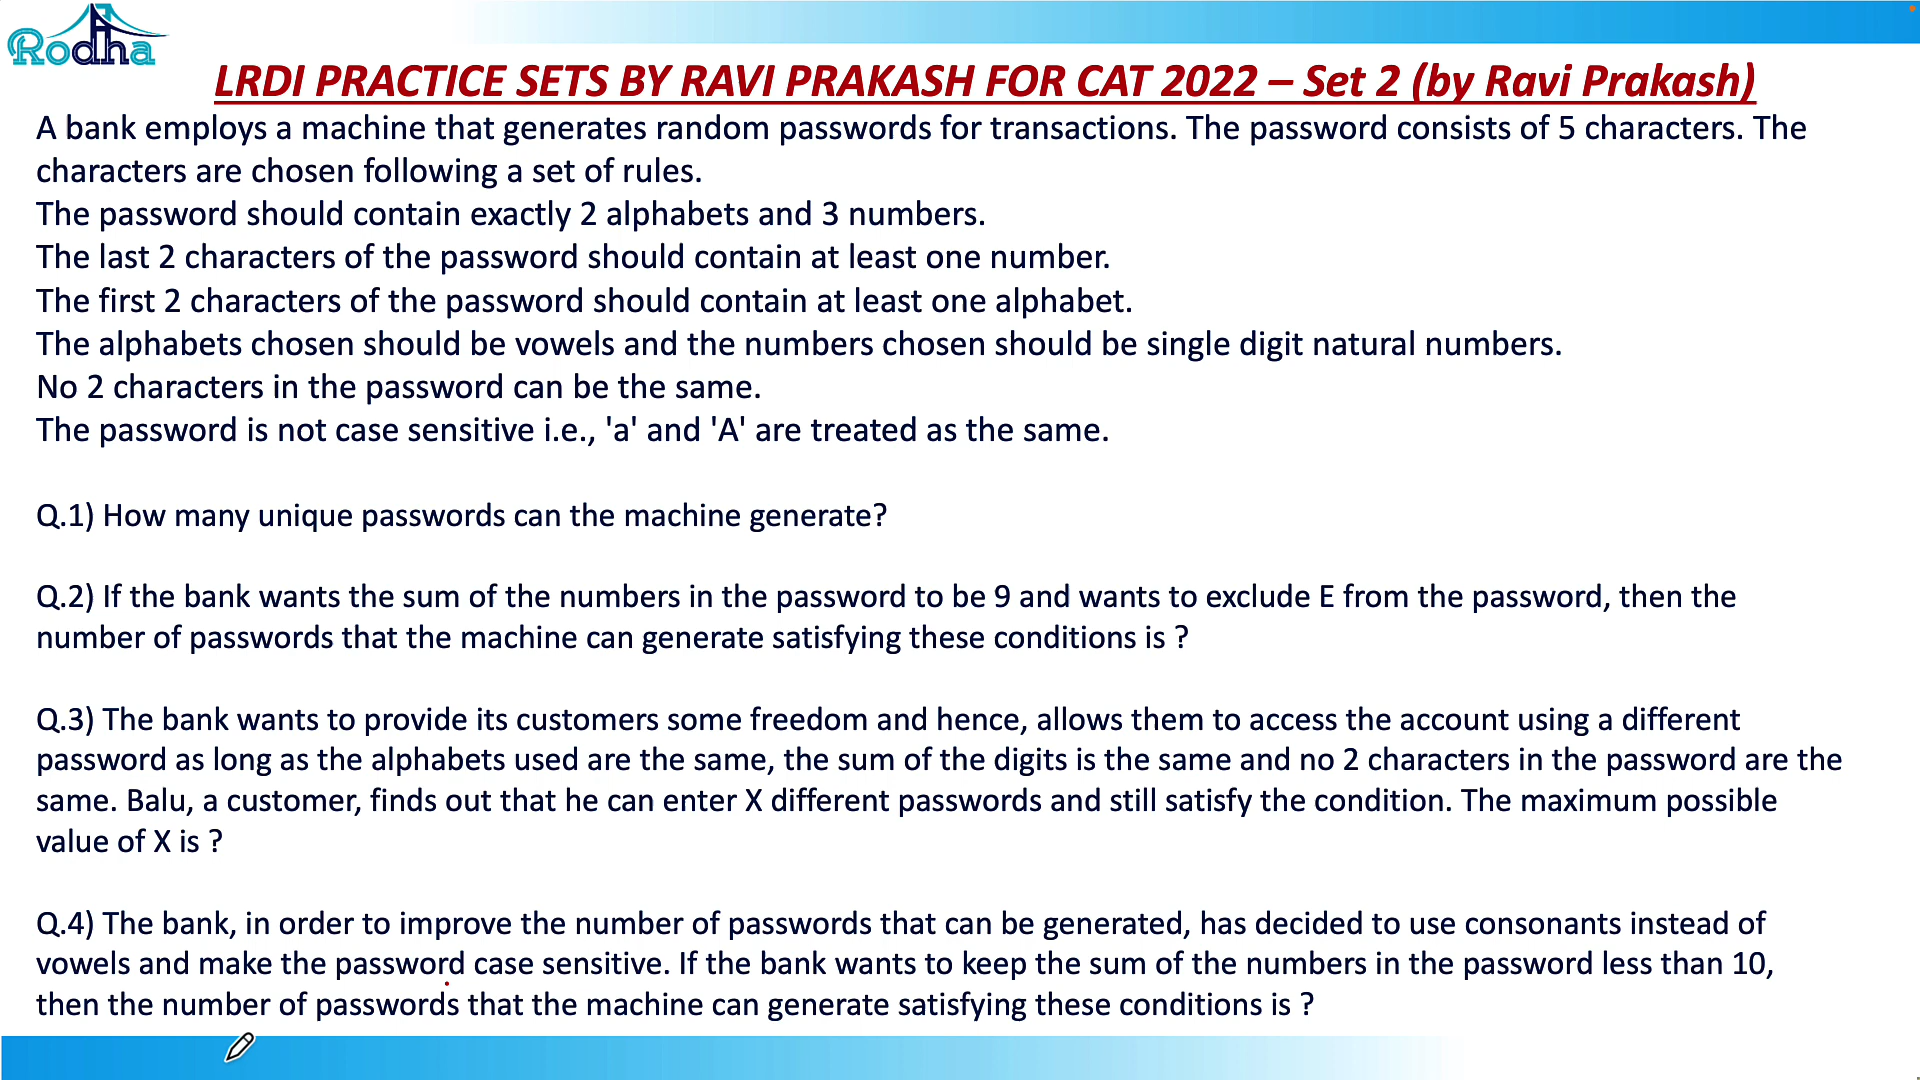 Rodha
LRDI PRACTICE SETS BY RAVI PRAKASH FOR CAT 2022 – Set 2 (by Ravi Prakash)
A bank employs a machine that generates random passwords for transactions. The password consists of 5 characters. The
characters are chosen following a set of rules.
The password should contain exactly 2 alphabets and 3 numbers.
The last 2 characters of the password should contain at least one number.
The first 2 characters of the password should contain at least one alphabet.
The alphabets chosen should be vowels and the numbers chosen should be single digit natural numbers.
No 2 characters in the password can be the same.
The password is not case sensitive i.e., 'a' and 'A' are treated as the same.
Q.1) How many unique passwords can the machine generate?
Q.2) If the bank wants the sum of the numbers in the password to be 9 and wants to exclude E from the password, then the
number of passwords that the machine can generate satisfying these conditions is ?
Q.3) The bank wants to provide its customers some freedom and hence, allows them to access the account using a different
password as long as the alphabets used are the same, the sum of the digits is the same and no 2 characters in the password are the
same. Balu, a customer, finds out that he can enter X different passwords and still satisfy the condition. The maximum possible
value of X is ?
Q.4) The bank, in order to improve the number of passwords that can be generated, has decided to use consonants instead of
vowels and make the password case sensitive. If the bank wants to keep the sum of the numbers in the password less than 10,
then the number of passwords that the machine can generate satisfying these conditions is ?